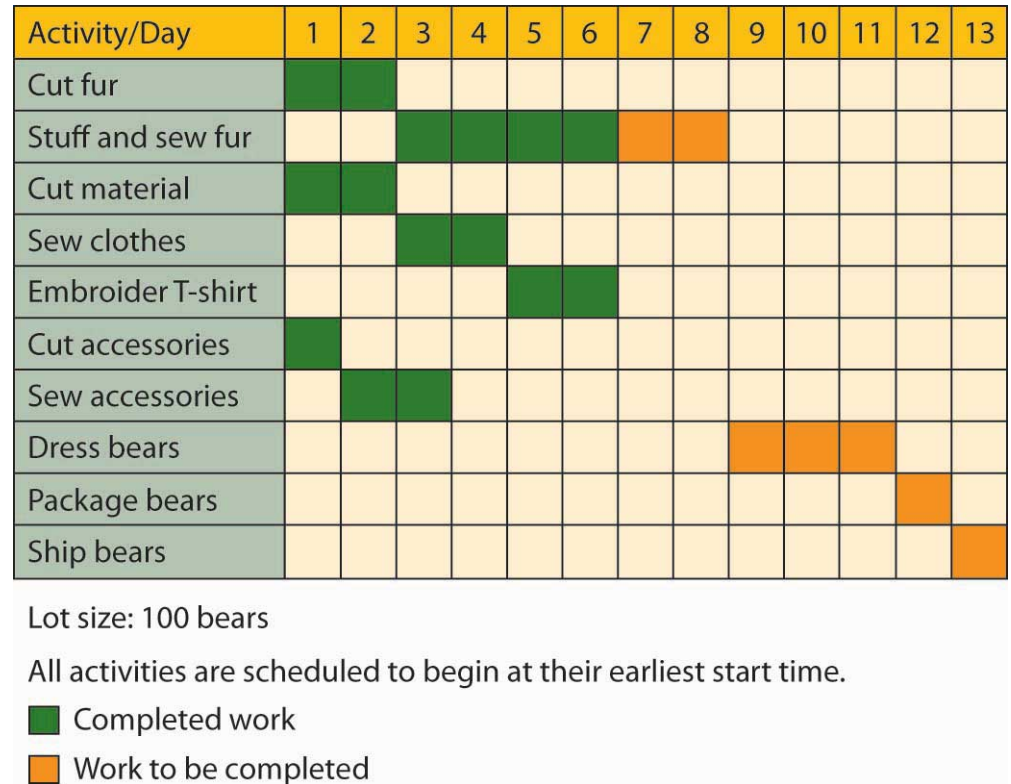 Activity/Day 1 2 3 4 5 6 7 8 9 10 11 12 13
Cut fur
Stuff and sew fur
Cut material
Sew clothes
Embroider T-shirt
Cut accessories
Sew accessories
Dress bears
Package bears
Ship bears
Lot size: 100 bears
All activities are scheduled to begin at their earliest start time.
Completed work
Work to be completed